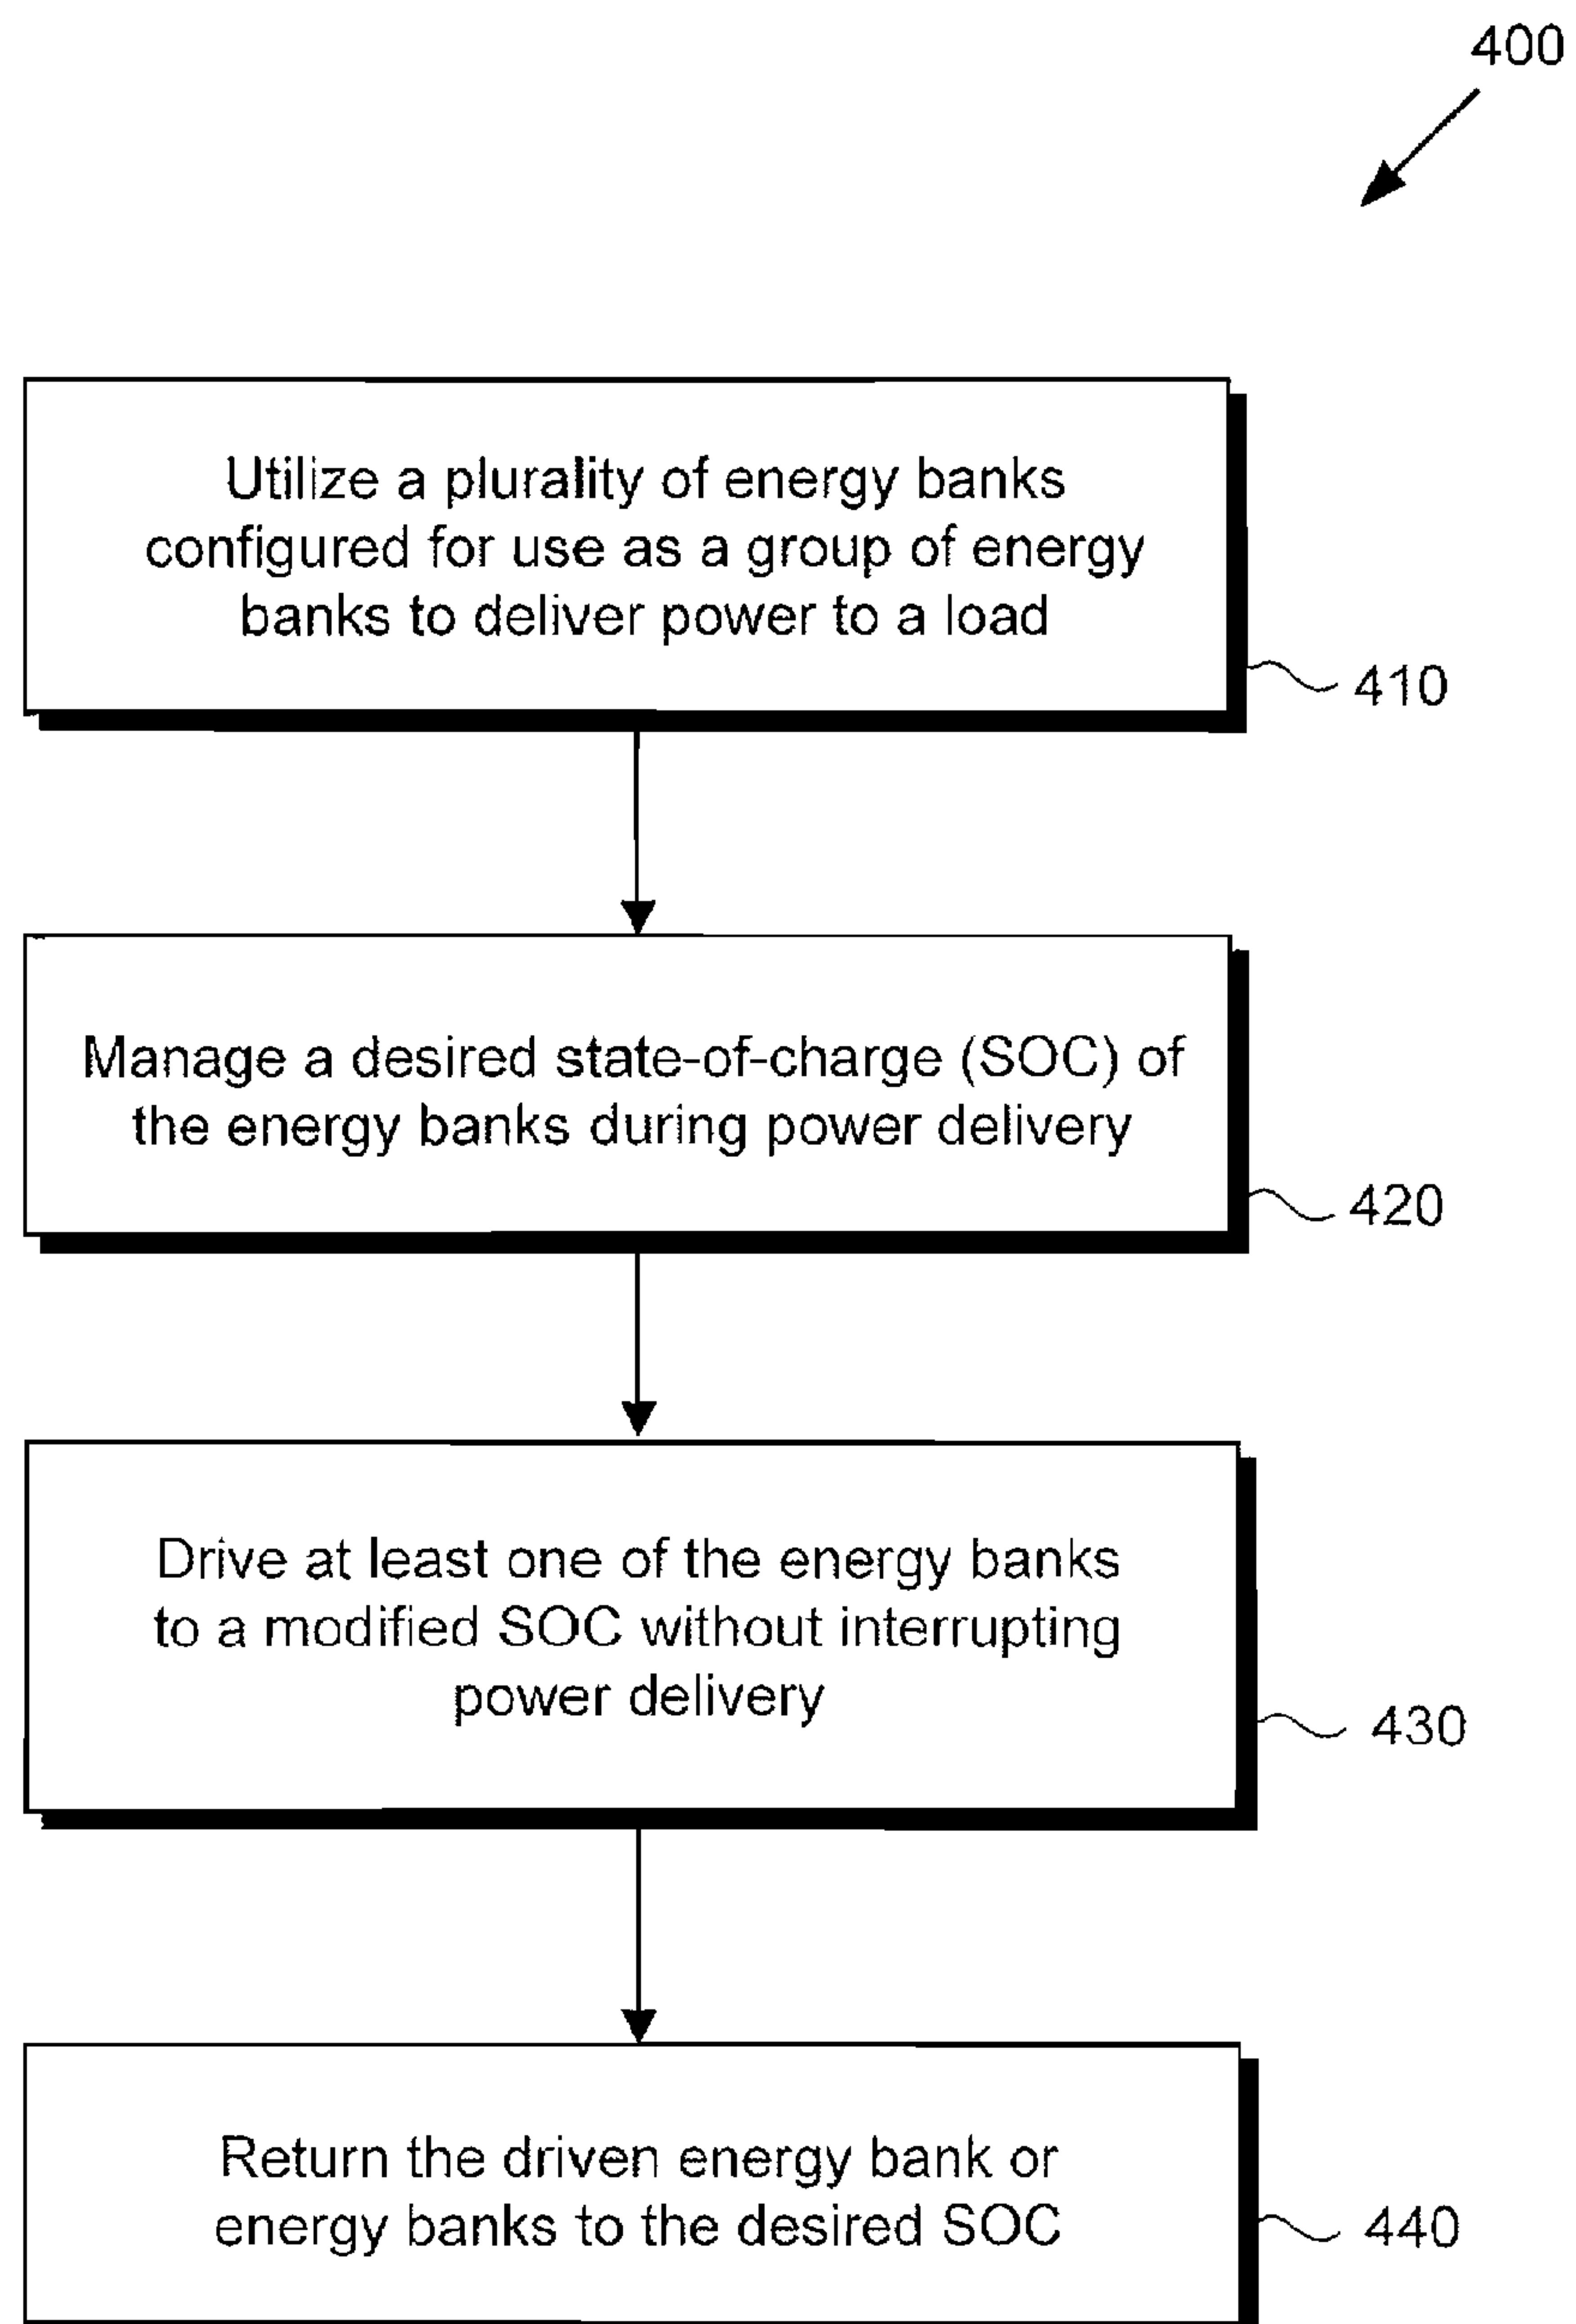 400
Utilize a plurality of energy banks
configured for use as a group of energy
banks to deliver power to a load
410
Manage a desired state-of-charge (SOC) of
the energy banks during power delivery
420
Drive at least one of the energy banks
to a modified SOC without interrupting
power delivery
430
Return the driven energy bank or
energy banks to the desired SOC
440